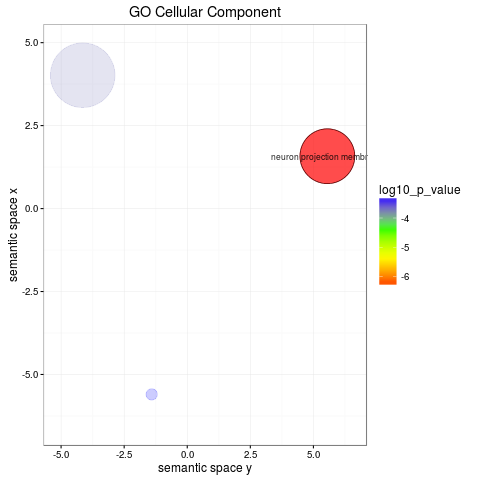 GO Cellular Component
5.0
2.5
0.0
-2.5
-5.0
semantic space x
neuron projection membr
-5.0
-2.5
0.0
2.5
5.0
semantic space y
log10_p_value
-4
-5
-6